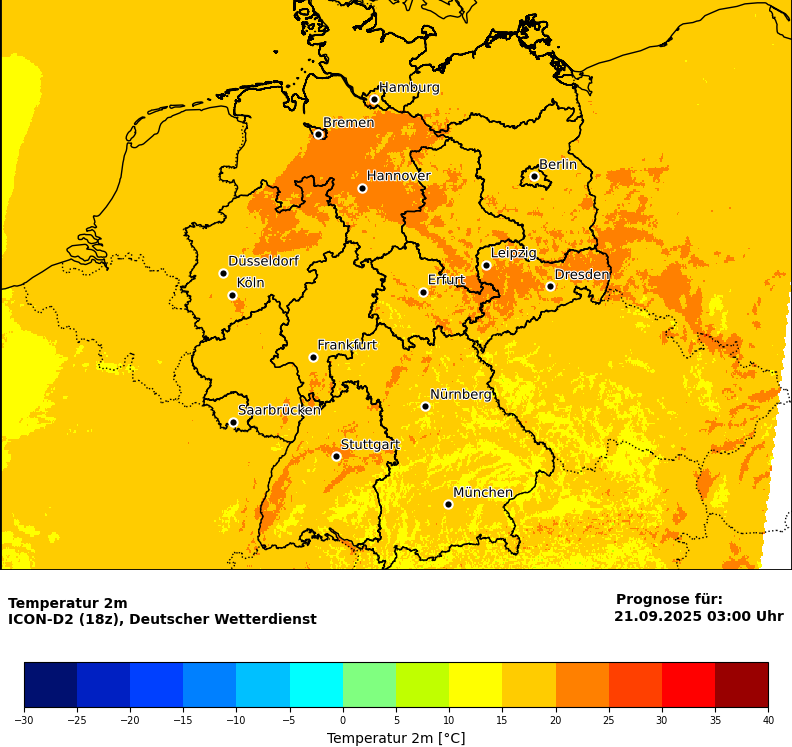 Hamburg
Bremen
Berlin
Hannover
Leipzig
Düsseldorf
Dresden
Erfurt
Köln
Frankfurt
Nürnberg
Saarbrücken
Stuttgart
München
Temperatur 2m
ICON-D2 (18z), Deutscher Wetterdienst
Prognose für:
21.09.2025 03:00 Uhr
−30 −25 −20 −15 −10 −5 0 5 10 15 20 25 30 35 40
Temperatur 2m [°C]